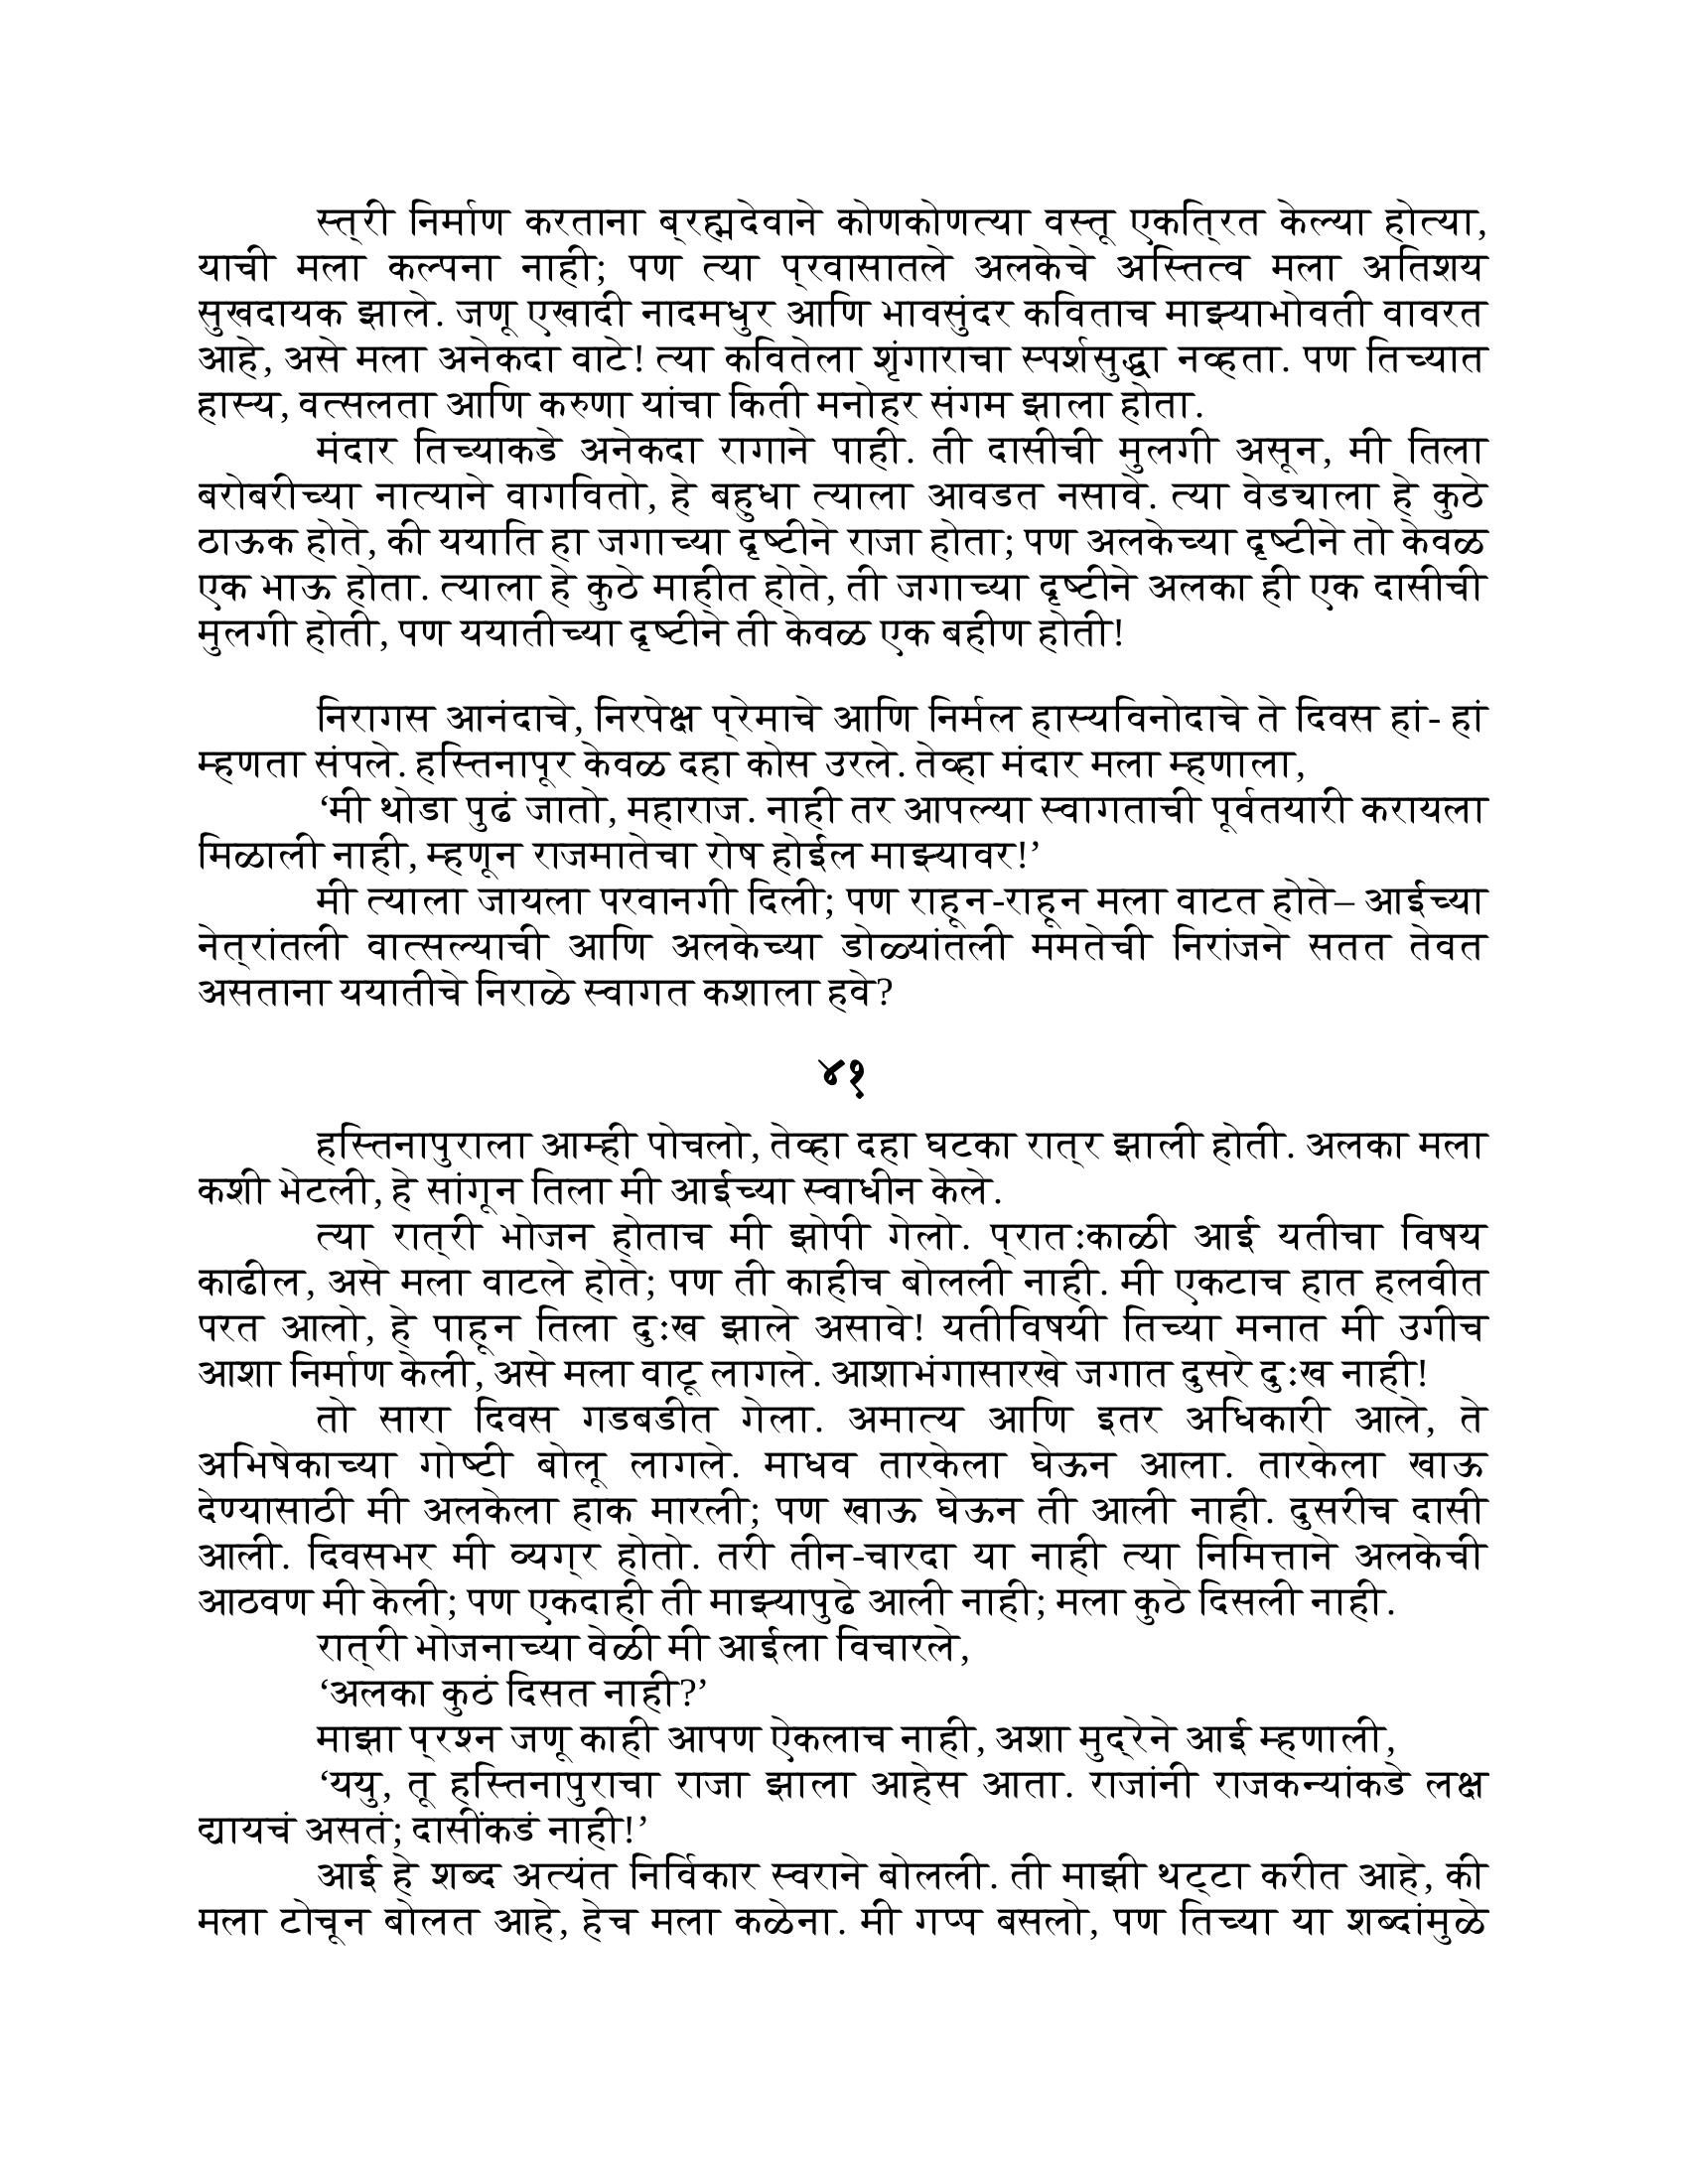 स्त्री निर्माण करताना ब्रह्मदेवाने कोणकोणत्या वस्तू एकत्रित केल्या होत्या,
याची मला कल्पना नाही; पण त्या प्रवासातले अलकेचे अस्तित्व मला अतिशय
सुखदायक झाले. जणू एखादी नादमधुर आणि भावसुंदर कविताच माझ्याभोवती वावरत
आहे, असे मला अनेकदा वाटे! त्या कवितेला शृंगाराचा स्पर्शसुद्धा नव्हता. पण तिच्यात
हास्य, वत्सलता आणि करुणा यांचा किती मनोहर संगम झाला होता.
मंदार तिच्याकडे अनेकदा रागाने पाही. ती दासीची मुलगी असून, मी तिला
बरोबरीच्या नात्याने वागवितो, हे बहुधा त्याला आवडत नसावे. त्या वेड्याला हे कुठे
ठाऊक होते, की ययाति हा जगाच्या दृष्टीने राजा होता; पण अलकेच्या दृष्टीने तो केवळ
एक भाऊ होता. त्याला हे कुठे माहीत होते, ती जगाच्या दृष्टीने अलका ही एक दासीची
मुलगी होती, पण ययातीच्या दृष्टीने ती केवळ एक बहीण होती!
निरागस आनंदाचे, निरपेक्ष प्रेमाचे आणि निर्मल हास्यविनोदाचे ते दिवस हां- हां
म्हणता संपले. हस्तिनापूर केवळ दहा कोस उरले. तेव्हा मंदार मला म्हणाला,
‘मी थोडा पुढं जातो, महाराज. नाही तर आपल्या स्वागताची पूर्वतयारी करायला
मिळाली नाही, म्हणून राजमातेचा रोष होईल माझ्यावर!’
मी त्याला जायला परवानगी दिली; पण राहून-राहून मला वाटत होते– आईच्या
नेत्रांतली वात्सल्याची आणि अलकेच्या डोळ्यांतली ममतेची निरांजने सतत तेवत
असताना ययातीचे निराळे स्वागत कशाला हवे?
४१
हस्तिनापुराला आम्ही पोचलो, तेव्हा दहा घटका रात्र झाली होती. अलका मला
कशी भेटली, हे सांगून तिला मी आईच्या स्वाधीन केले.
त्या रात्री भोजन होताच मी झोपी गेलो. प्रातःकाळी आई यतीचा विषय
काढील, असे मला वाटले होते; पण ती काहीच बोलली नाही. मी एकटाच हात हलवीत
परत आलो, हे पाहून तिला दुःख झाले असावे! यतीविषयी तिच्या मनात मी उगीच
आशा निर्माण केली, असे मला वाटू लागले. आशाभंगासारखे जगात दुसरे दुःख नाही!
तो सारा दिवस गडबडीत गेला. अमात्य आणि इतर अधिकारी आले, ते
अभिषेकाच्या गोष्टी बोलू लागले. माधव तारकेला घेऊन आला. तारकेला खाऊ
देण्यासाठी मी अलकेला हाक मारली; पण खाऊ घेऊन ती आली नाही. दुसरीच दासी
आली. दिवसभर मी व्यग्र होतो. तरी तीन-चारदा या नाही त्या निमित्ताने अलकेची
आठवण मी केली; पण एकदाही ती माझ्यापुढे आली नाही; मला कुठे दिसली नाही.
रात्री भोजनाच्या वेळी मी आईला विचारले,
‘अलका कुठं दिसत नाही?’
माझा प्रश्न जणू काही आपण ऐकलाच नाही, अशा मुद्रेने आई म्हणाली,
‘ययु, तू हस्तिनापुराचा राजा झाला आहेस आता. राजांनी राजकन्यांकडे लक्ष
द्यायचं असतं; दासींकडं नाही!’
आई हे शब्द अत्यंत निर्विकार स्वराने बोलली. ती माझी थट्टा करीत आहे, की
मला टोचून बोलत आहे, हेच मला कळेना. मी गप्प बसलो, पण तिच्या या शब्दांमुळे